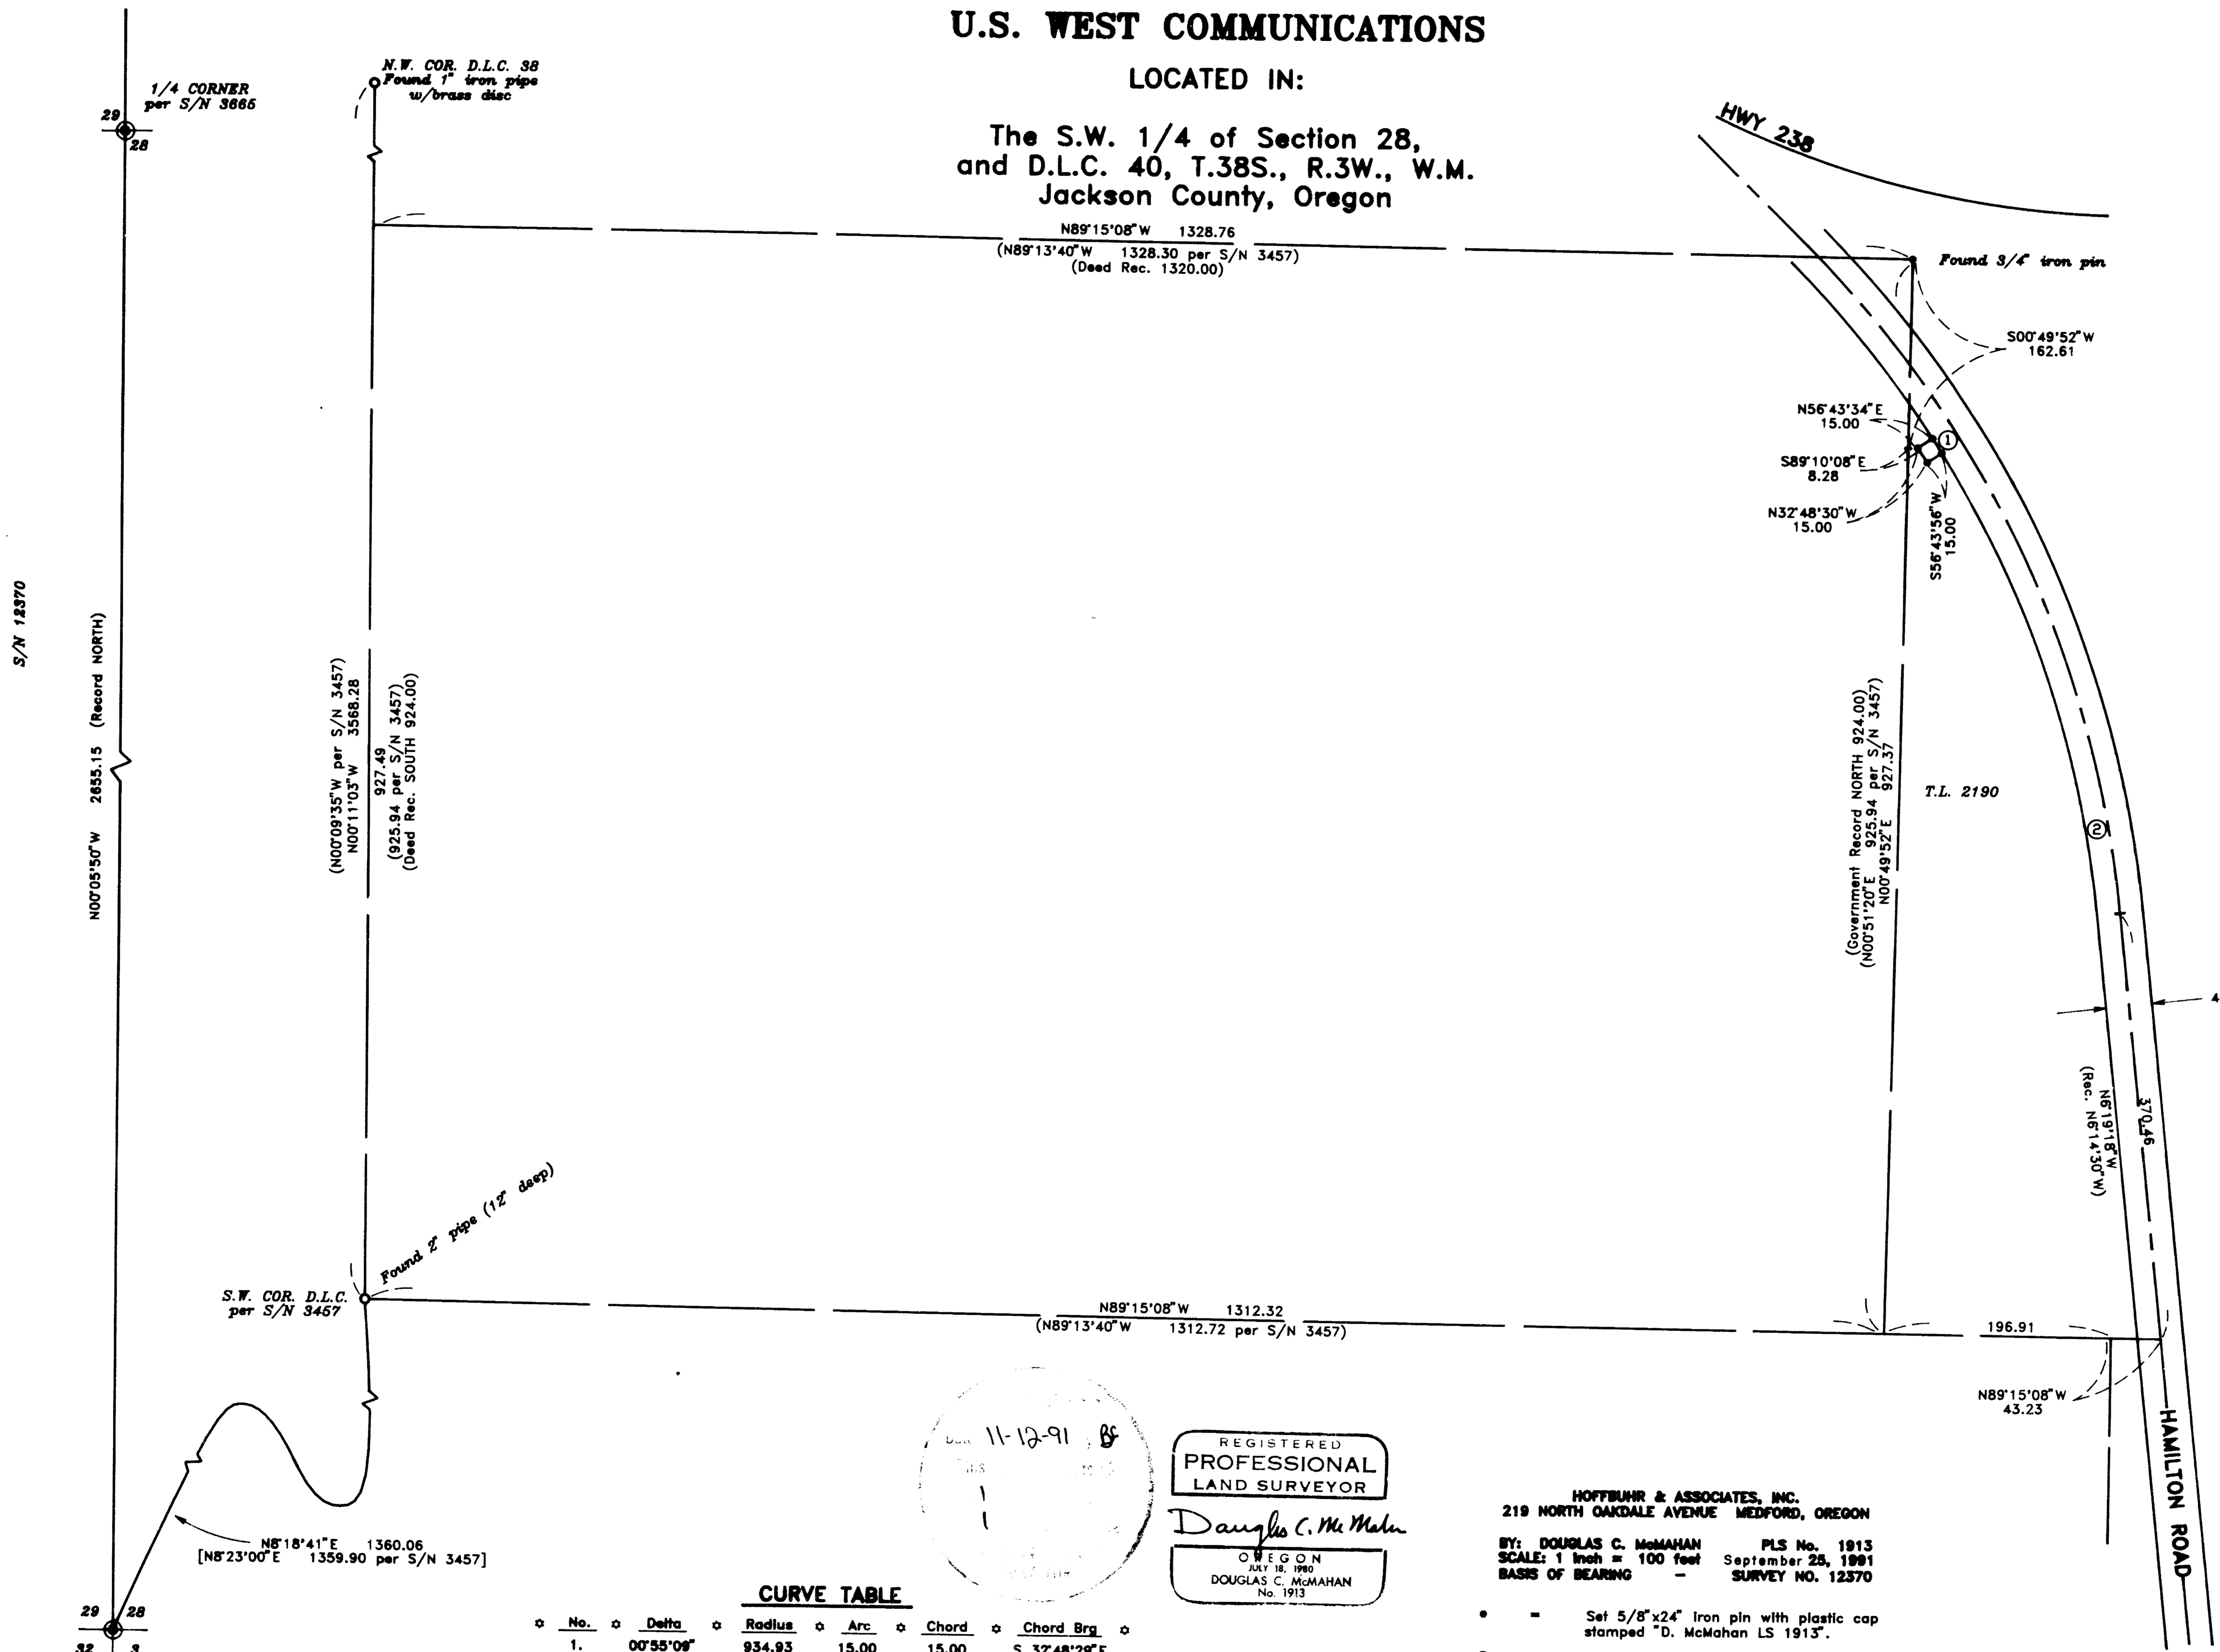 U.S. WEST COMMUNICATIONS
LOCATED IN:
The S.W. 1/4 of Section 28,
and D.L.C. 40, T.38S., R.3W., W.M.
Jackson County, Oregon
N.W. COR. D.L.C. 38
Found 1" iron pipe
w/brass disc
1/4 CORNER
per S/N 3665
29
28
HWY 238
N89°15'08"W 1328.76
(N89°13'40"W 1328.30 per S/N 3457)
(Deed Rec. 1320.00)
Found 3/4" iron pin
S00°49'52"W
162.61
N56°43'34"E
15.00
1
S89°10'08"E
8.28
N32°48'30"W
15.00
S56°43'56"W
15.00
S/N 12370
N00°05'50"W 2655.15 (Record NORTH)
(N00°09'35"W per S/N 3457)
N00°11'03"W 3568.28
927.49
(925.94 per S/N 3457)
(Deed Rec. SOUTH 924.00)
(Government Record NORTH 924.00)
(N00°51'20"E 925.94 per S/N 3457)
N00°49'52"E 927.37
T.L. 2190
2
4
370.46
N6°19'18"W
(Rec. N6°14'30"W)
Found 2" pipe (12" deep)
S.W. COR. D.L.C.
per S/N 3457
N89°15'08"W 1312.32
(N89°13'40"W 1312.72 per S/N 3457)
196.91
N89°15'08"W
43.23
HAMILTON ROAD
N8°18'41"E 1360.06
[N8°23'00"E 1359.90 per S/N 3457]
11-12-91
REGISTERED
PROFESSIONAL
LAND SURVEYOR
Douglas C. McMahan
OREGON
JULY 18, 1980
DOUGLAS C. McMAHAN
No. 1913
HOFFBUHR & ASSOCIATES, INC.
219 NORTH OAKDALE AVENUE MEDFORD, OREGON
BY: DOUGLAS C. McMAHAN PLS No. 1913
SCALE: 1 inch = 100 feet September 25, 1991
BASIS OF BEARING - SURVEY NO. 12370
• = Set 5/8"x24" iron pin with plastic cap
stamped "D. McMahan LS 1913".
CURVE TABLE
No. Delta Radius Arc Chord Chord Brg
1. 00°55'09" 934.93 15.00 15.00 S 32°48'29"E
29 28
32 3